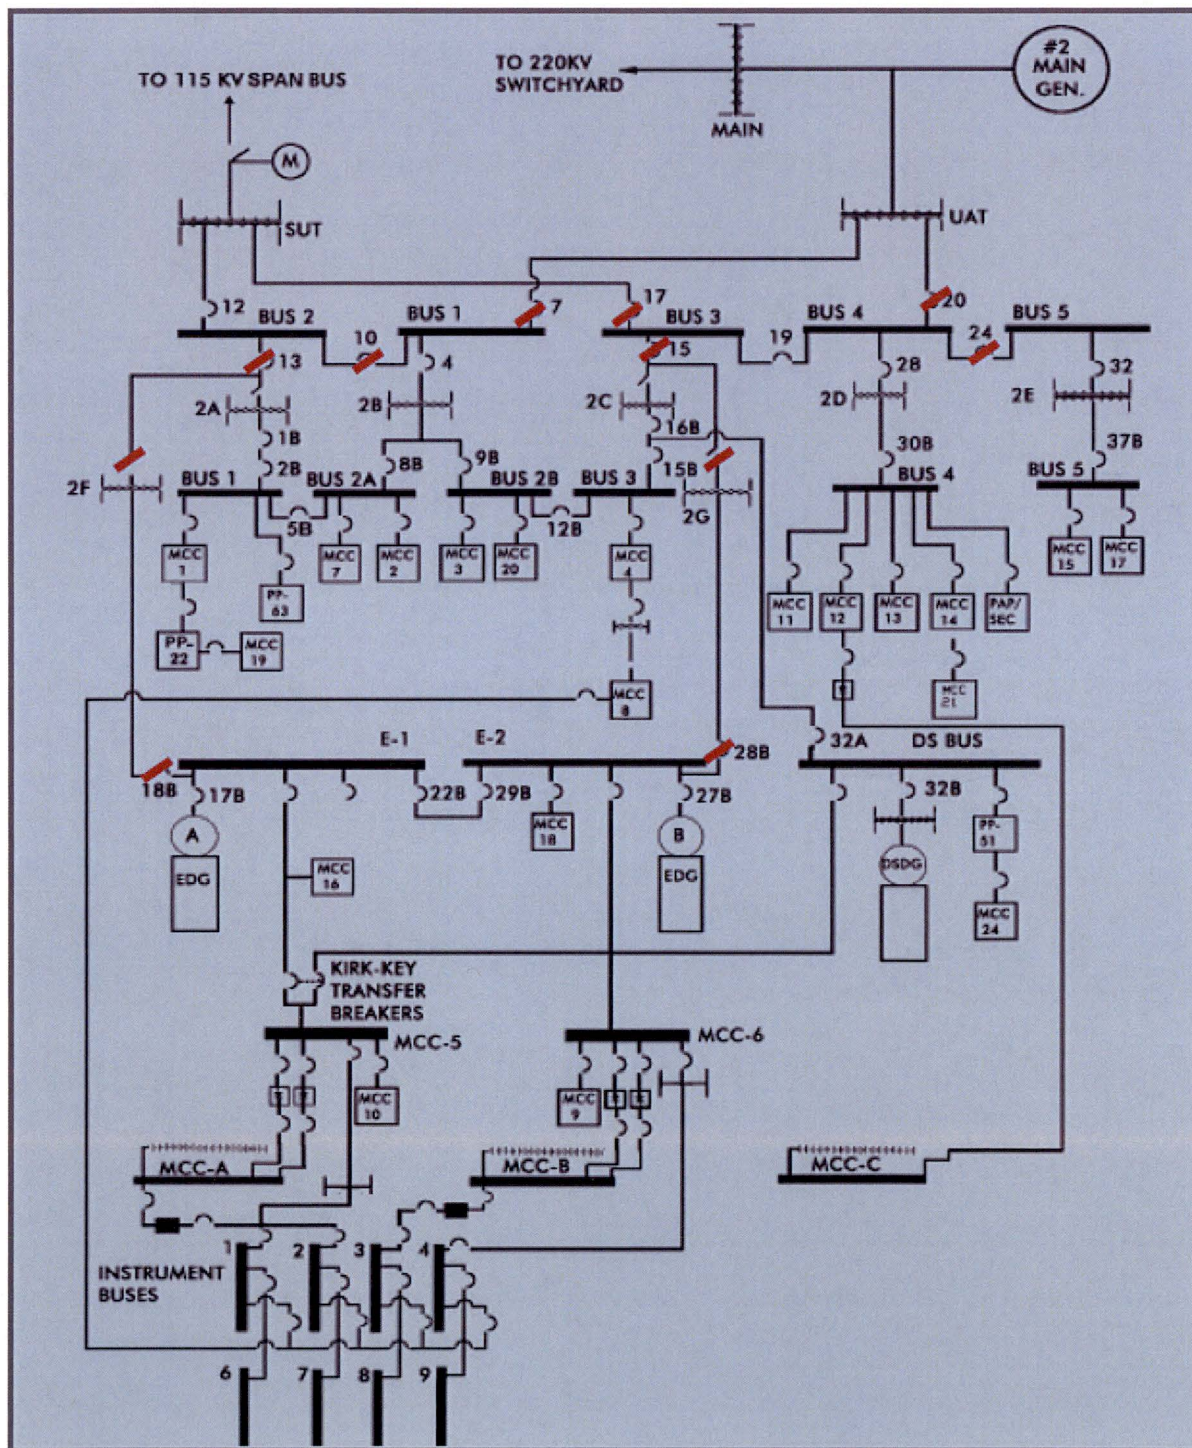 TO 115 KV SPAN BUS
TO 220KV
SWITCHYARD
#2
MAIN
GEN.
MAIN
M
SUT
UAT
12
BUS 2
BUS 1
7
17
BUS 3
BUS 4
20
BUS 5
10
13
4
15
19
28
24
32
2A
2B
2C
2D
2E
1B
16B
30B
37B
2B
8B
9B
15B
BUS 1
BUS 2A
BUS 2B
BUS 3
BUS 4
BUS 5
2F
5B
12B
2G
MCC
1
MCC
7
MCC
2
MCC
3
MCC
20
MCC
4
MCC
15
MCC
17
PP-
63
MCC
11
MCC
12
MCC
13
MCC
14
PAP/
SEC
PP-
22
MCC
19
MCC
8
MCC
21
E-1
E-2
28B
32A
DS BUS
18B
17B
22B
29B
27B
32B
A
EDG
MCC
18
B
EDG
DSDG
PP-
51
MCC
16
MCC
24
KIRK-KEY
TRANSFER
BREAKERS
MCC-5
MCC-6
MCC
10
MCC
9
MCC-A
MCC-B
MCC-C
1
2
3
4
INSTRUMENT
BUSES
6
7
8
9